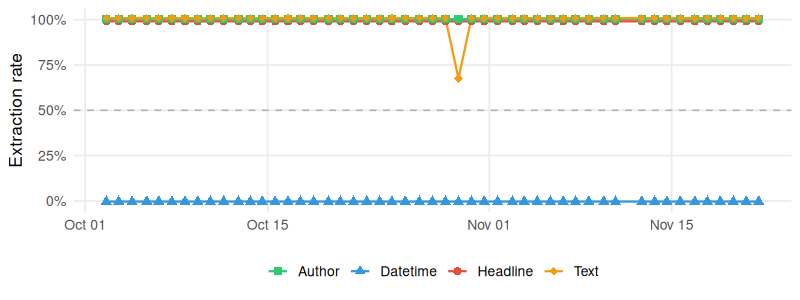 Extraction rate
100%
75%
50%
25%
0%
Oct 01 Oct 15 Nov 01 Nov 15
Author Datetime Headline Text